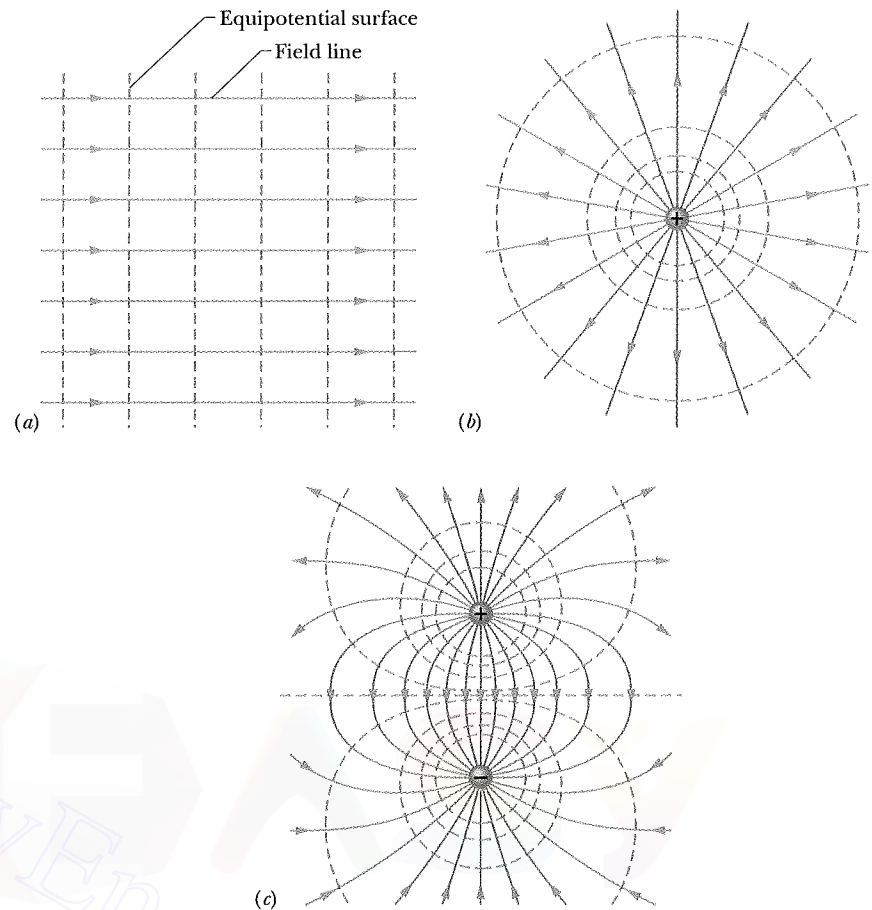 Equipotential surface
Field line
(a)
(b)
+
(c)
+
−